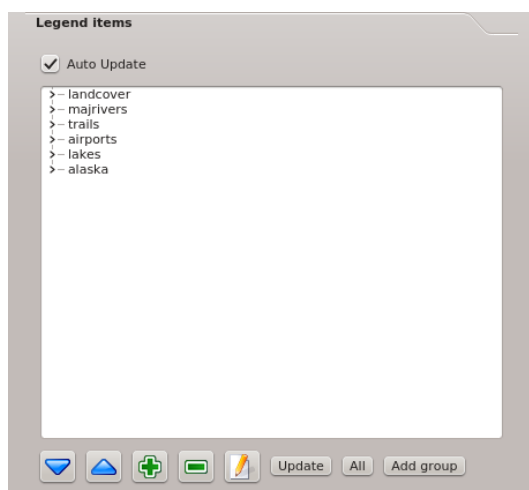 Legend items
Auto Update
landcover
majrivers
trails
airports
lakes
alaska
Update All Add group